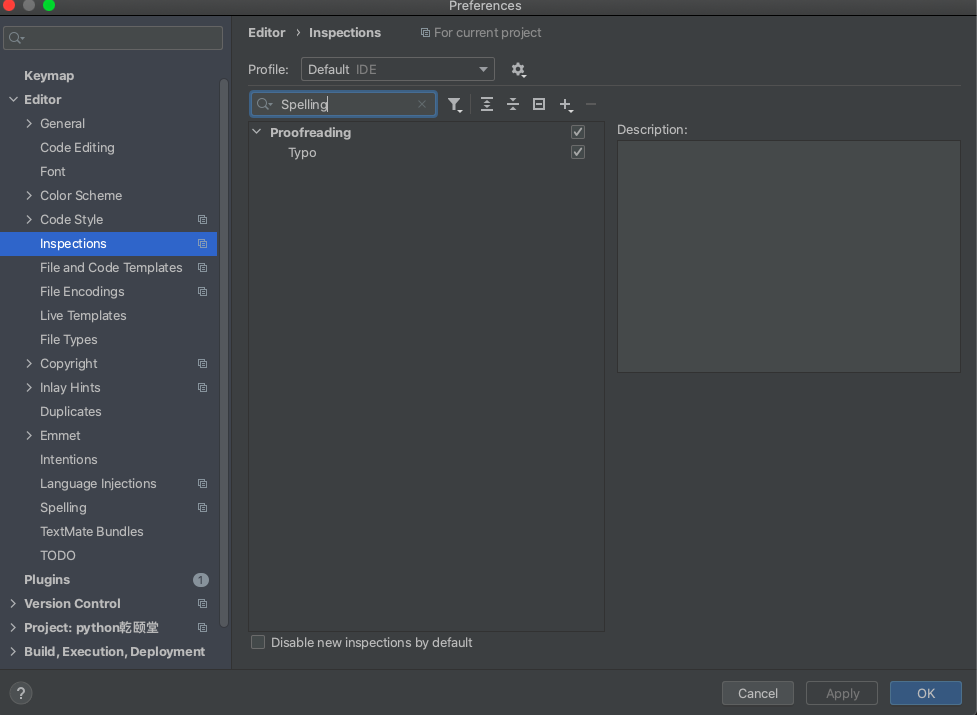 Preferences
Keymap
Editor
General
Code Editing
Font
Color Scheme
Code Style
Inspections
File and Code Templates
File Encodings
Live Templates
File Types
Copyright
Inlay Hints
Duplicates
Emmet
Intentions
Language Injections
Spelling
TextMate Bundles
TODO
Plugins 1
Version Control
Project: python乾颐堂
Build, Execution, Deployment
Editor › Inspections For current project
Profile: Default IDE
Spelling
Proofreading
Typo
Description:
Disable new inspections by default
? Cancel Apply OK